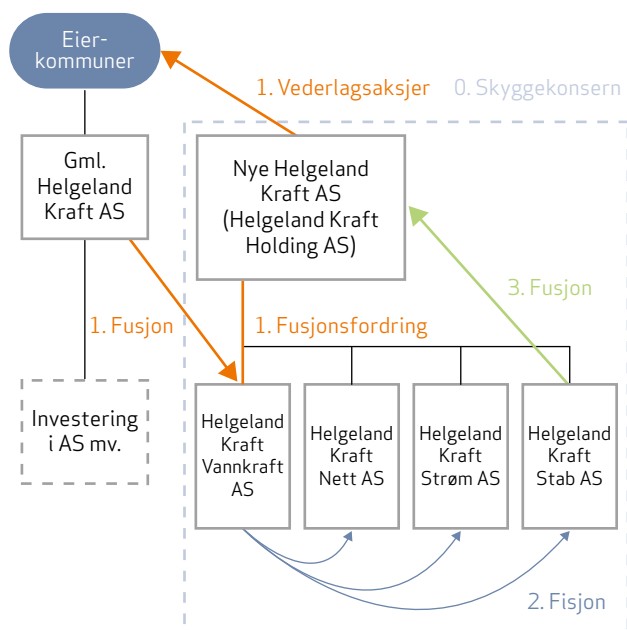 Eier-
kommuner
1. Vederlagsaksjer
0. Skyggekonsern
Gml.
Helgeland
Kraft AS
Nye Helgeland
Kraft AS
(Helgeland Kraft
Holding AS)
3. Fusjon
1. Fusjon
1. Fusjonsfordring
Investering
i AS mv.
Helgeland
Kraft
Vannkraft
AS
Helgeland
Kraft
Nett AS
Helgeland
Kraft
Strøm AS
Helgeland
Kraft
Stab AS
2. Fisjon